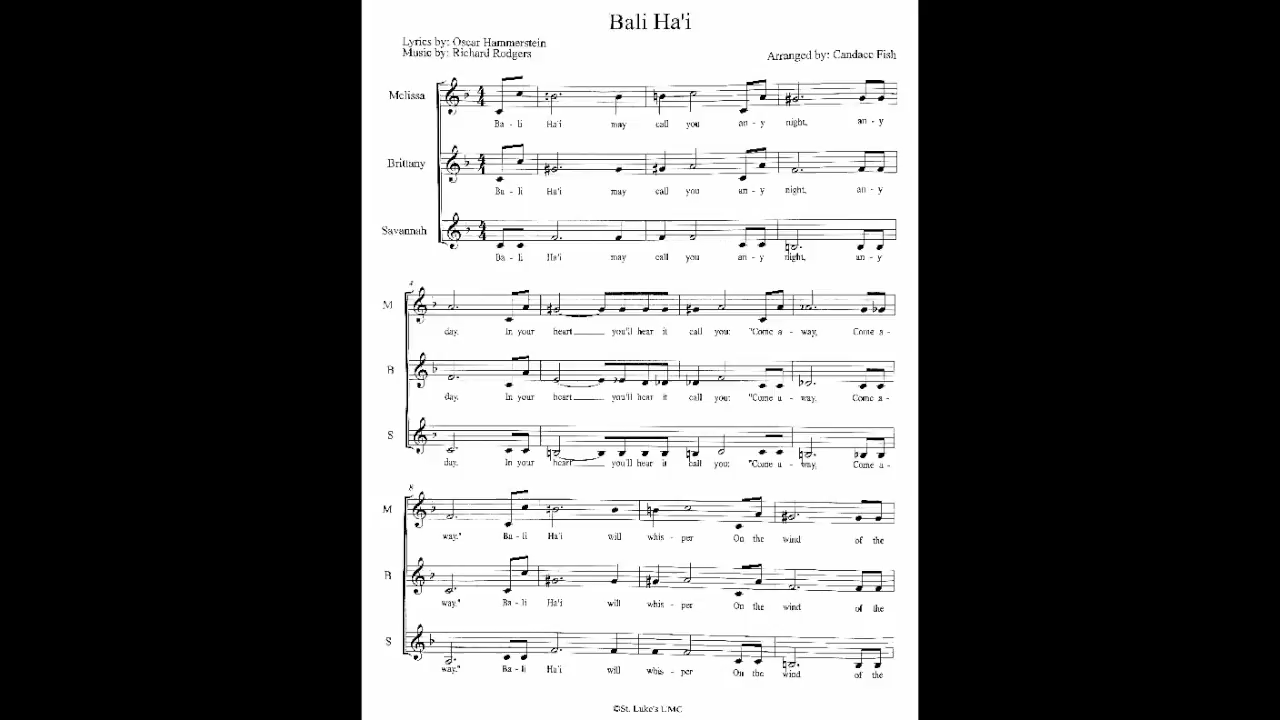 Bali Ha'i
Lyrics by: Oscar Hammerstein
Music by: Richard Rodgers
Arranged by: Candace Fish
Melissa
Ba - li Ha'i may call you an - y night, an - y
Brittany
Ba - li Ha'i may call you an - y night, an - y
Savannah
Ba - li Ha'i may call you an - y night, an - y
4
M
day. In your heart you'll hear it call you: "Come a - way, Come a -
B
day. In your heart you'll hear it call you: "Come a - way, Come a -
S
day. In your heart you'll hear it call you: "Come a - way, Come a -
8
M
way." Ba - li Ha'i will whis - per On the wind of the
B
way." Ba - li Ha'i will whis - per On the wind of the
S
way." Ba - li Ha'i will whis - per On the wind of the
©St. Luke's UMC